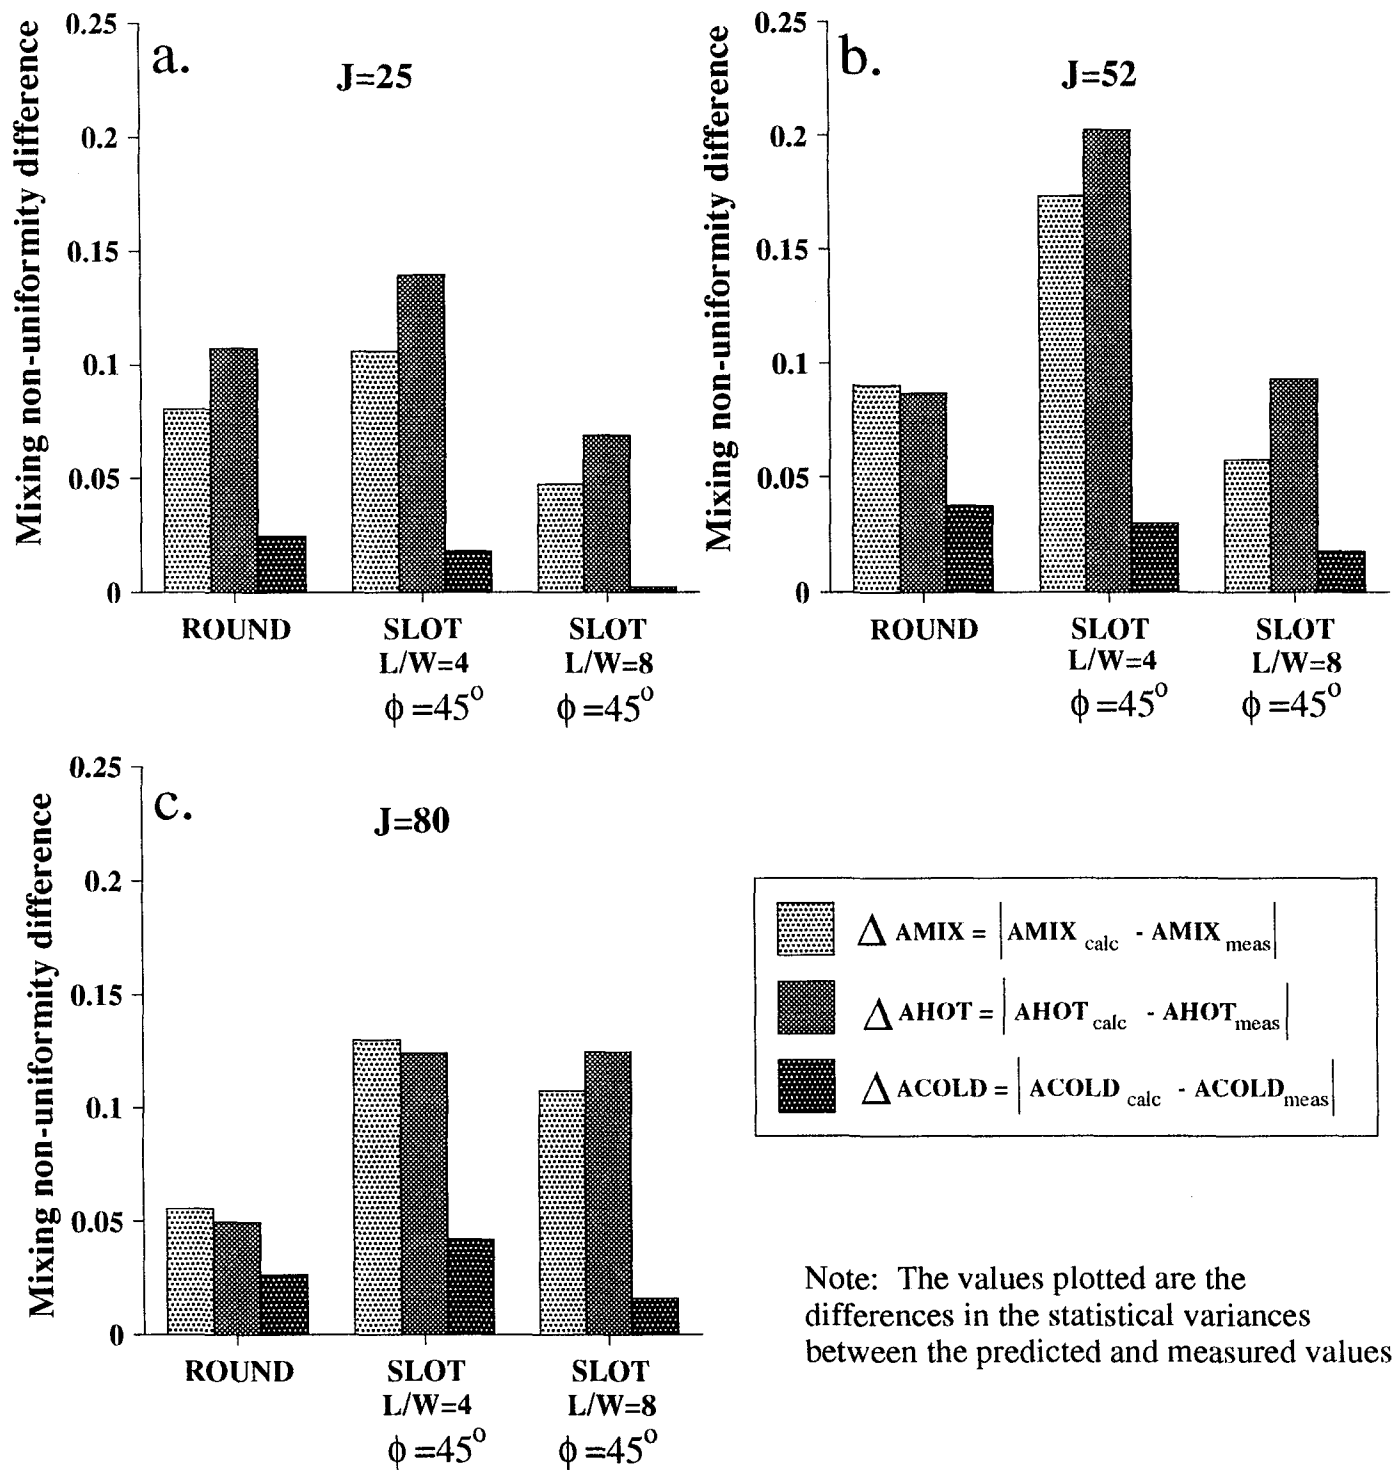 a.
J=25
Mixing non-uniformity difference
0.25
0.2
0.15
0.1
0.05
0
ROUND
SLOT
L/W=4
ϕ =45°
SLOT
L/W=8
ϕ =45°
b.
J=52
Mixing non-uniformity difference
0.25
0.2
0.15
0.1
0.05
0
ROUND
SLOT
L/W=4
ϕ =45°
SLOT
L/W=8
ϕ =45°
c.
J=80
Mixing non-uniformity difference
0.25
0.2
0.15
0.1
0.05
0
ROUND
SLOT
L/W=4
ϕ =45°
SLOT
L/W=8
ϕ =45°
Δ AMIX = | AMIX calc - AMIX meas |
Δ AHOT = | AHOT calc - AHOT meas |
Δ ACOLD = | ACOLD calc - ACOLD meas |
Note: The values plotted are the
differences in the statistical variances
between the predicted and measured values